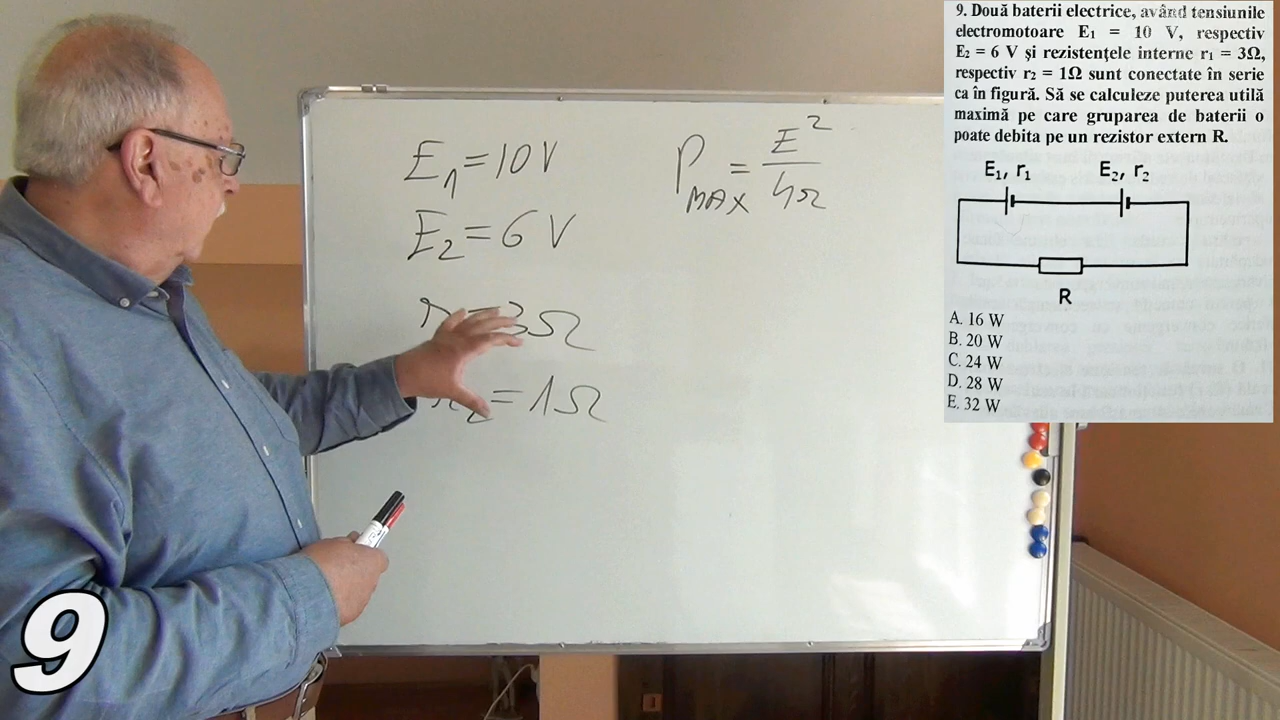 E₁=10V
E₂=6 V
=3Ω
₂=1Ω
P MAX = E² / 4r
9. Două baterii electrice, având tensiunile
electromotoare E₁ = 10 V, respectiv
E₂ = 6 V și rezistențele interne r₁ = 3Ω,
respectiv r₂ = 1Ω sunt conectate în serie
ca în figură. Să se calculeze puterea utilă
maximă pe care gruparea de baterii o
poate debita pe un rezistor extern R.
E₁, r₁ E₂, r₂
R
A. 16 W
B. 20 W
C. 24 W
D. 28 W
E. 32 W
9